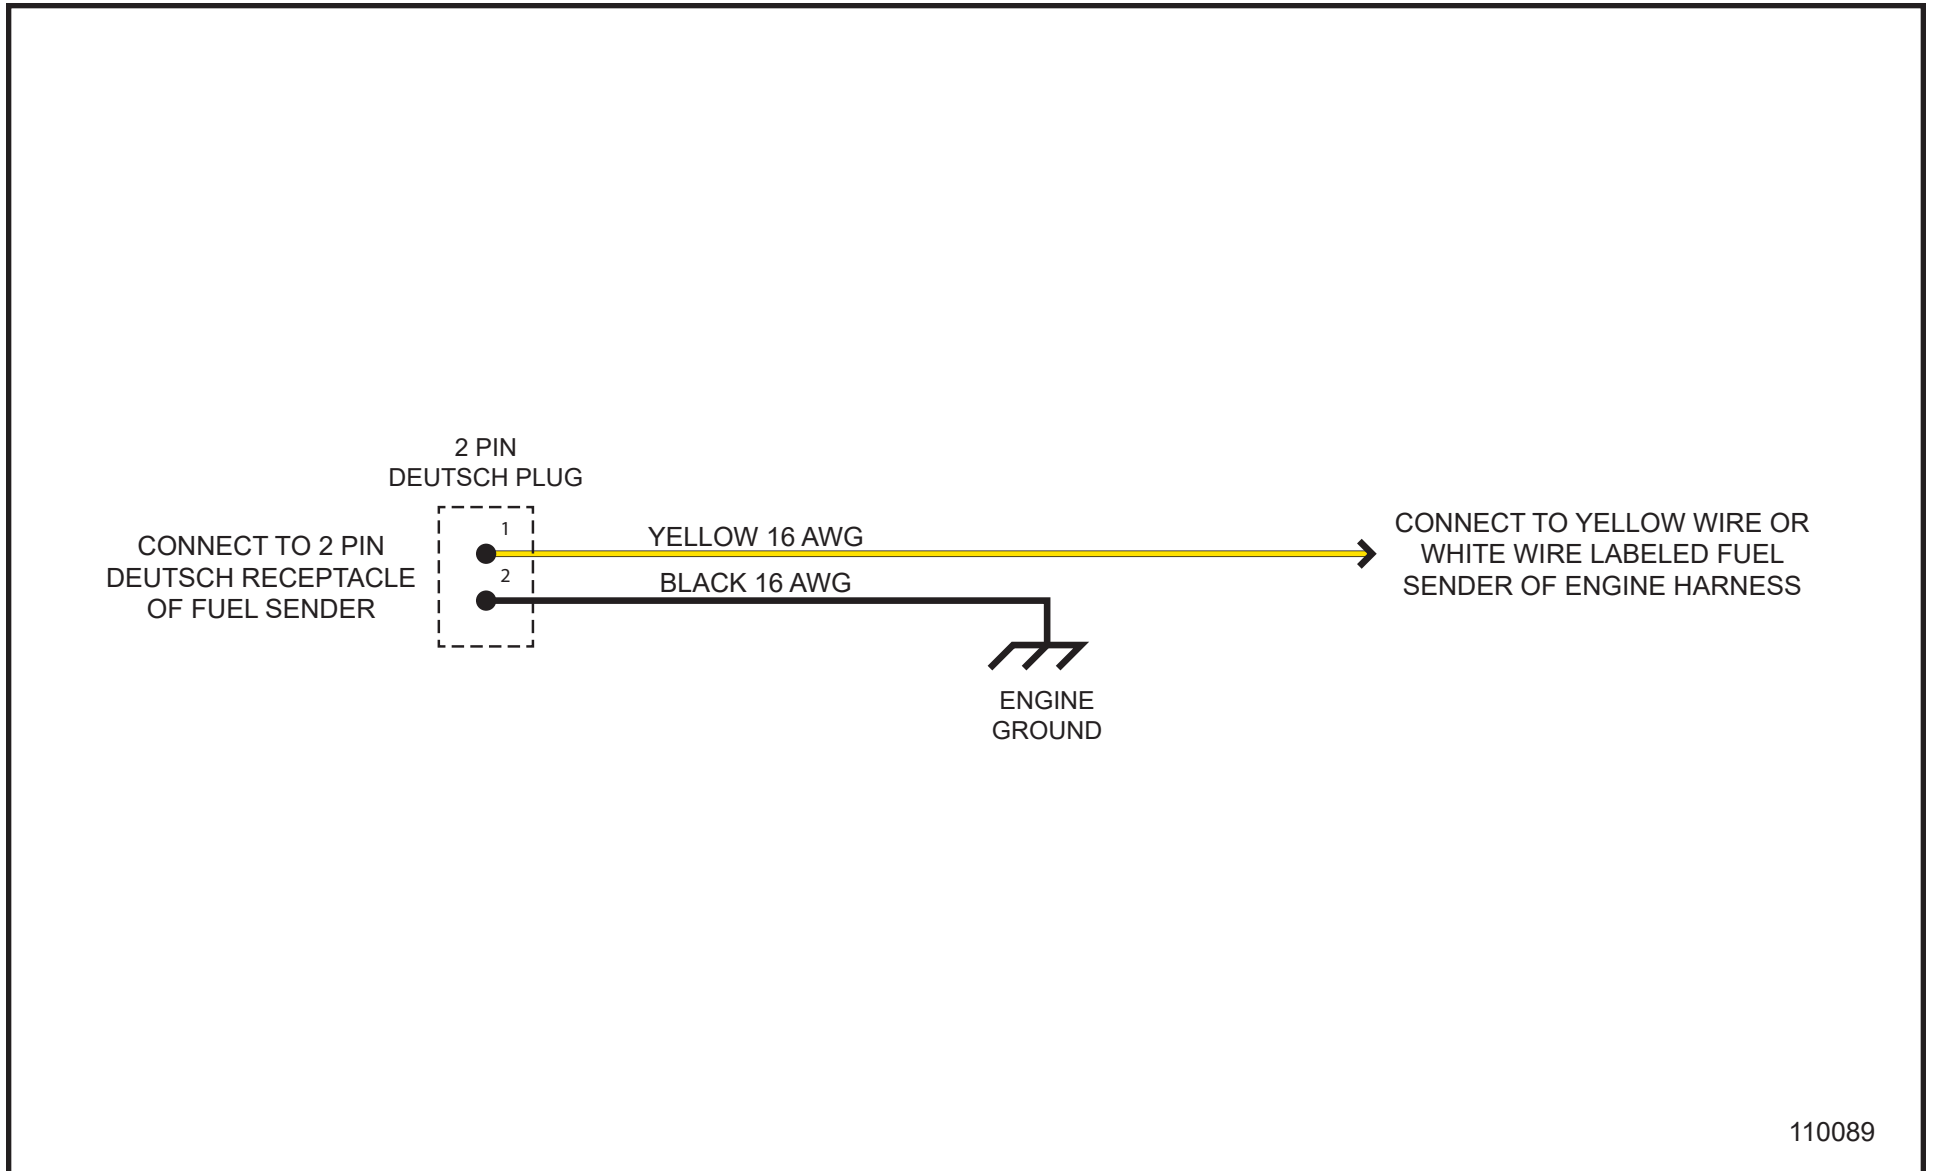 2 PIN
DEUTSCH PLUG
CONNECT TO 2 PIN
DEUTSCH RECEPTACLE
OF FUEL SENDER
1
2
YELLOW 16 AWG
BLACK 16 AWG
CONNECT TO YELLOW WIRE OR
WHITE WIRE LABELED FUEL
SENDER OF ENGINE HARNESS
ENGINE
GROUND
110089